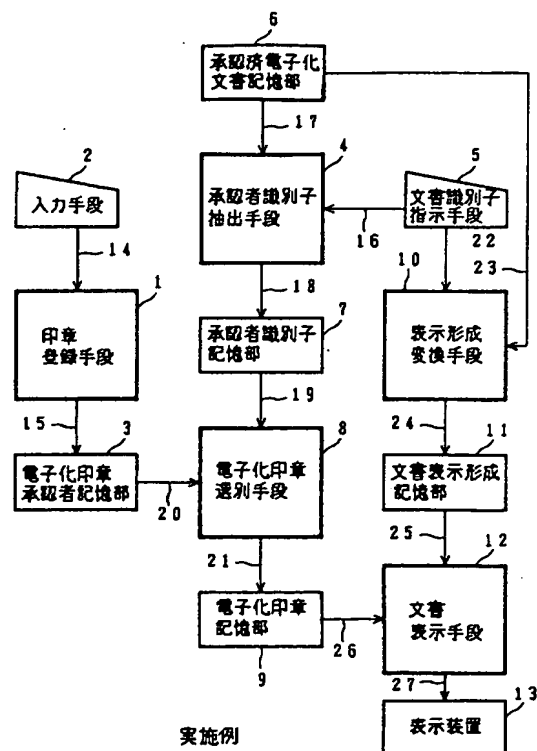 6
承認済電子化
文書記憶部
17
2
入力手段
4
承認者識別子
抽出手段
5
文書識別子
指示手段
16
22
23
14
1
印章
登録手段
18
7
承認者識別子
記憶部
10
表示形成
変換手段
15
3
電子化印章
承認者記憶部
19
8
電子化印章
選別手段
20
24
11
文書表示形成
記憶部
25
21
電子化印章
記憶部
9
26
12
文書
表示手段
27
13
表示装置
実施例